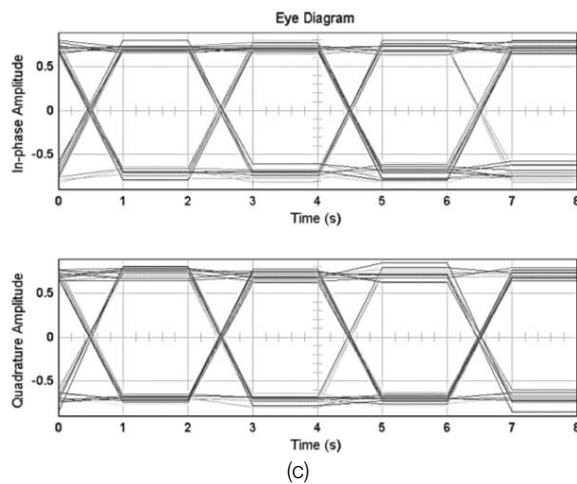 Eye Diagram
In-phase Amplitude
0.5
0
-0.5
0 1 2 3 4 5 6 7 8
Time (s)
Quadrature Amplitude
0.5
0
-0.5
0 1 2 3 4 5 6 7 8
Time (s)
(c)